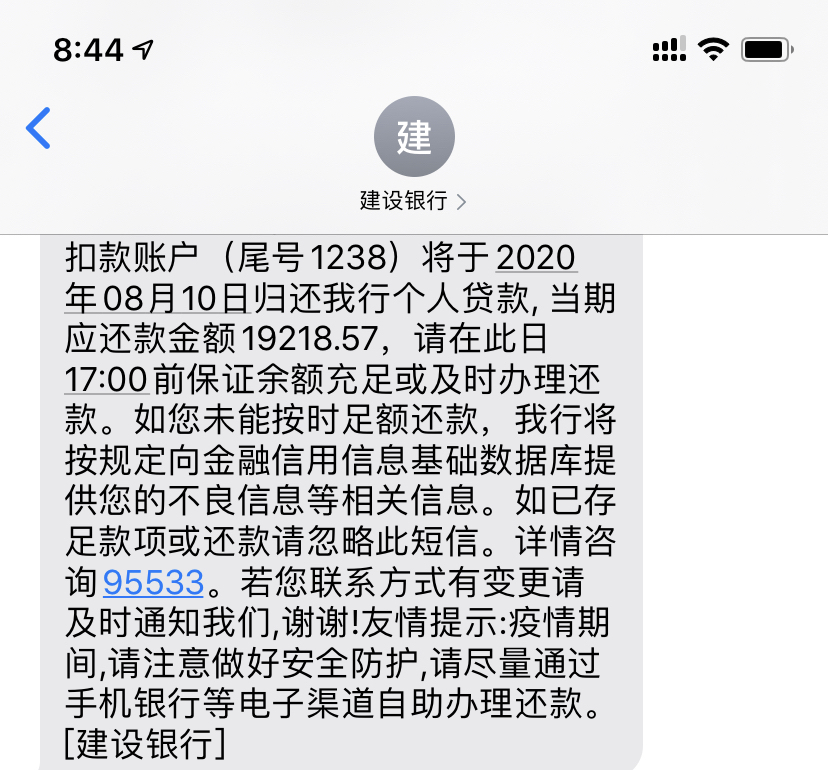 8:44
建
建设银行
扣款账户（尾号1238）将于2020
年08月10日归还我行个人贷款, 当期
应还款金额19218.57，请在此日
17:00前保证余额充足或及时办理还
款。如您未能按时足额还款，我行将
按规定向金融信用信息基础数据库提
供您的不良信息等相关信息。如已存
足款项或还款请忽略此短信。详情咨
询95533。若您联系方式有变更请
及时通知我们,谢谢!友情提示:疫情期
间,请注意做好安全防护,请尽量通过
手机银行等电子渠道自助办理还款。
[建设银行]